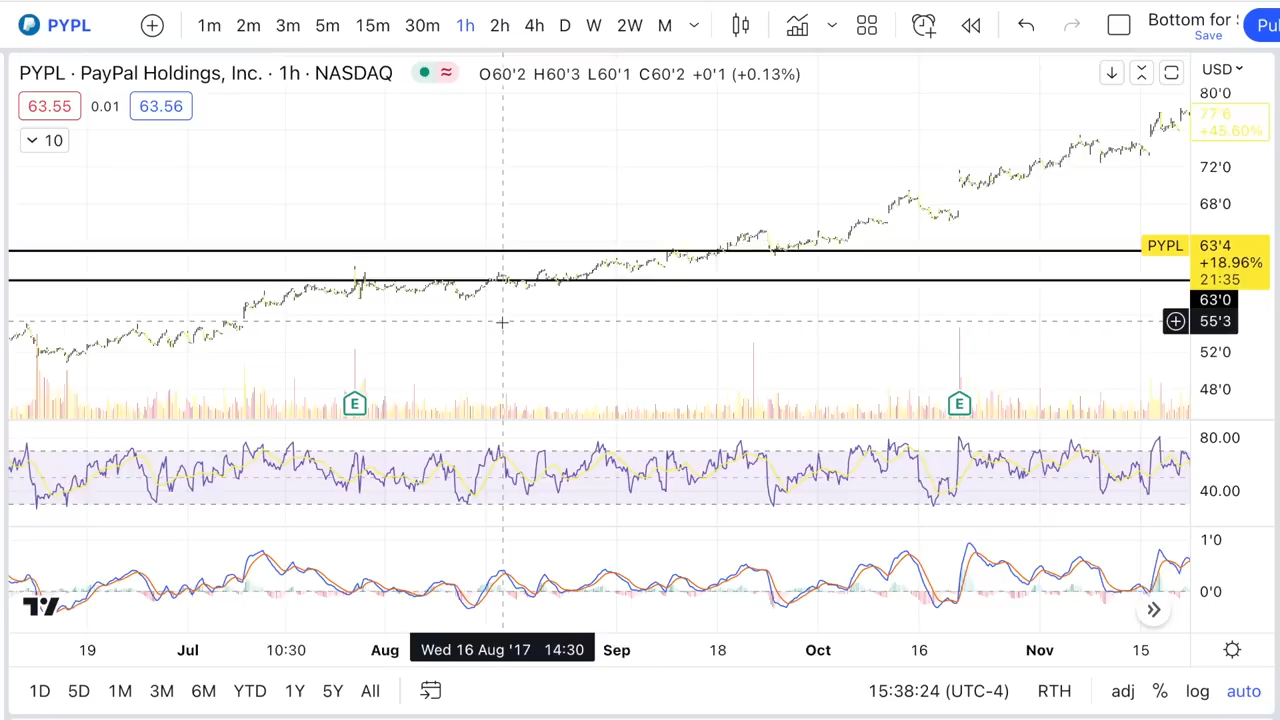 PYPL 1m 2m 3m 5m 15m 30m 1h 2h 4h D W 2W M Bottom for
Save
PYPL · PayPal Holdings, Inc. · 1h · NASDAQ O60'2 H60'3 L60'1 C60'2 +0'1 (+0.13%) USD
80'0
63.55 0.01 63.56
77'6
+45.60%
10
72'0
68'0
PYPL 63'4
+18.96%
21:35
63'0
55'3
52'0
48'0
E E
80.00
40.00
1'0
0'0
19 Jul 10:30 Aug Wed 16 Aug '17 14:30 Sep 18 Oct 16 Nov 15
1D 5D 1M 3M 6M YTD 1Y 5Y All 15:38:24 (UTC-4) RTH adj % log auto